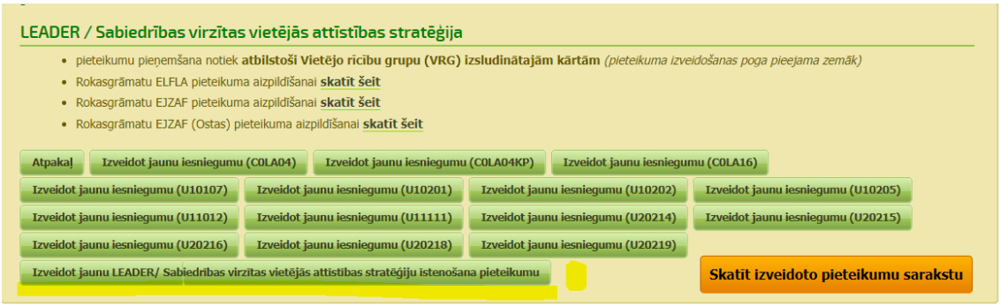 LEADER / Sabiedrības virzītas vietējās attīstības stratēģija
• pieteikumu pieņemšana notiek atbilstoši Vietējo rīcību grupu (VRG) izsludinātajām kārtām (pieteikuma izveidošanas poga pieejama zemāk)
• Rokasgrāmatu ELFLA pieteikuma aizpildīšanai skatīt šeit
• Rokasgrāmatu EJZAF pieteikuma aizpildīšanai skatīt šeit
• Rokasgrāmatu EJZAF (Ostas) pieteikuma aizpildīšanai skatīt šeit
Atpakaļ Izveidot jaunu iesniegumu (C0LA04) Izveidot jaunu iesniegumu (C0LA04KP) Izveidot jaunu iesniegumu (C0LA16)
Izveidot jaunu iesniegumu (U10107) Izveidot jaunu iesniegumu (U10201) Izveidot jaunu iesniegumu (U10202) Izveidot jaunu iesniegumu (U10205)
Izveidot jaunu iesniegumu (U11012) Izveidot jaunu iesniegumu (U11111) Izveidot jaunu iesniegumu (U20214) Izveidot jaunu iesniegumu (U20215)
Izveidot jaunu iesniegumu (U20216) Izveidot jaunu iesniegumu (U20218) Izveidot jaunu iesniegumu (U20219)
Izveidot jaunu LEADER/ Sabiedrības virzītas vietējās attīstības stratēģiju īstenošana pieteikumu
Skatīt izveidoto pieteikumu sarakstu